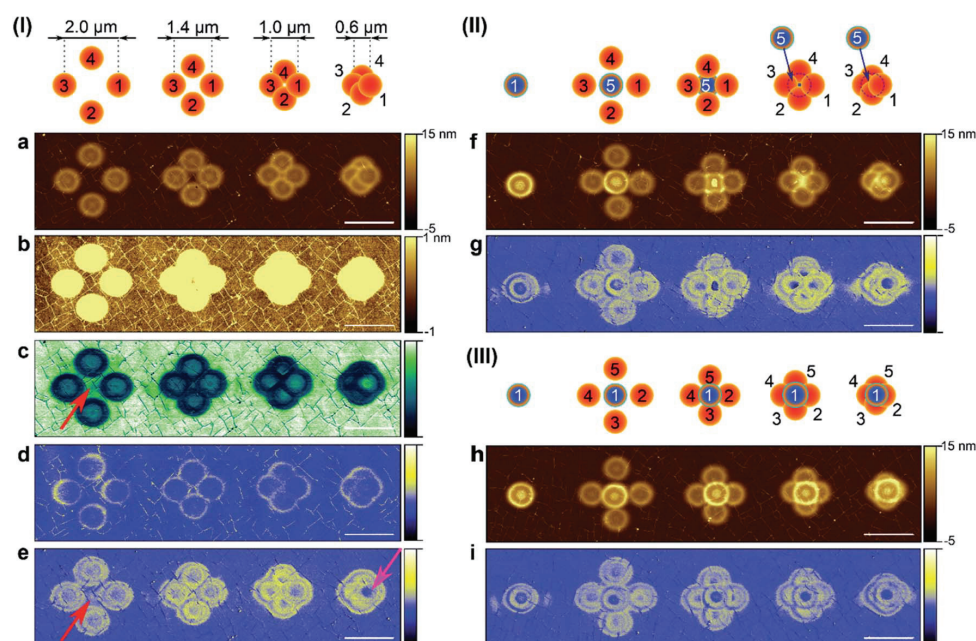 (I)
2.0 µm 1.4 µm 1.0 µm 0.6 µm
4 3 1 2
4 3 1 2
4 3 1 2
3 4 2 1
a
15 nm
-5
b
1 nm
-1
c
d
e
(II)
1
4 3 5 1 2
4 3 5 1 2
5 4 3 2 1
5 4 3 2 1
f
15 nm
-5
g
(III)
1
5 4 1 2 3
5 4 1 2 3
5 4 1 3 2
5 4 1 3 2
h
15 nm
-5
i